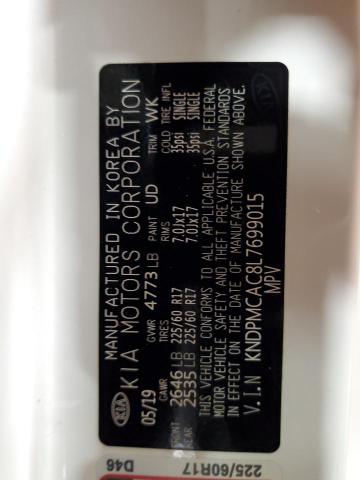 MANUFACTURED IN KOREA BY
KIA KIA MOTORS CORPORATION
05/19 GVWR 4773 LB PAINT UD TRIM WK
GAWR TIRES RIMS COLD TIRE INFL
FRONT 2646 LB 225/60 R17 7.0JX17 35psi SINGLE
REAR 2535 LB 225/60 R17 7.0JX17 35psi SINGLE
THIS VEHICLE CONFORMS TO ALL APPLICABLE U.S.A. FEDERAL
MOTOR VEHICLE SAFETY AND THEFT PREVENTION STANDARDS
IN EFFECT ON THE DATE OF MANUFACTURE SHOWN ABOVE.
V.I.N KNDPMCAC8L7699015
MPV KIA
D46
225/60R17